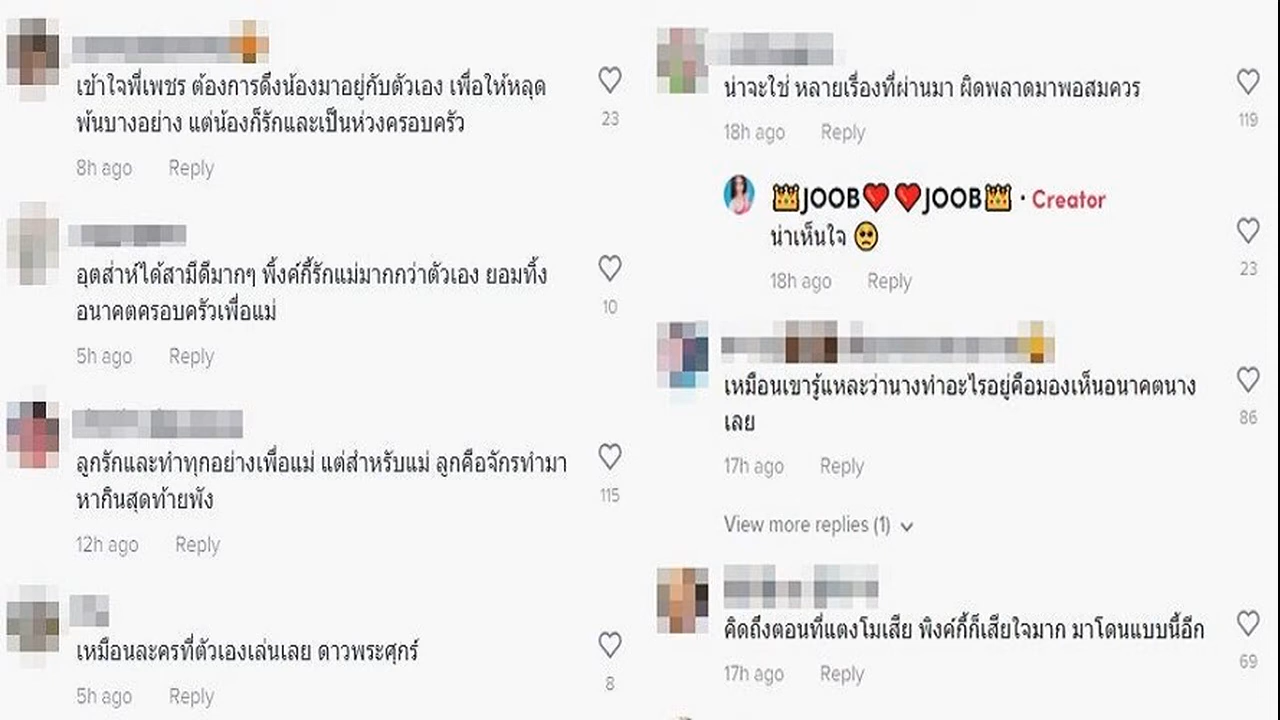 เข้าใจพี่เพชร ต้องการดึงน้องมาอยู่กับตัวเอง เพื่อให้หลุด
พ้นบางอย่าง แต่น้องก็รักและเป็นห่วงครอบครัว
23
8h ago Reply
อุตส่าห์ได้สามีดีมากๆ พิ้งค์กี้รักแม่มากกว่าตัวเอง ยอมทิ้ง
อนาคตครอบครัวเพื่อแม่
10
5h ago Reply
ลูกรักและทำทุกอย่างเพื่อแม่ แต่สำหรับแม่ ลูกคือจักรทำมา
หากินสุดท้ายพัง
115
12h ago Reply
เหมือนละครที่ตัวเองเล่นเลย ดาวพระศุกร์
8
5h ago Reply
น่าจะใช่ หลายเรื่องที่ผ่านมา ผิดพลาดมาพอสมควร
119
18h ago Reply
👑JOOB❤️❤️JOOB👑 · Creator
น่าเห็นใจ 🥺
23
18h ago Reply
เหมือนเขารู้แหละว่านางทำอะไรอยู่คือมองเห็นอนาคตนาง
เลย
86
17h ago Reply
View more replies (1)
คิดถึงตอนที่แตงโมเสีย พิงค์กี้ก็เสียใจมาก มาโดนแบบนี้อีก
69
17h ago Reply